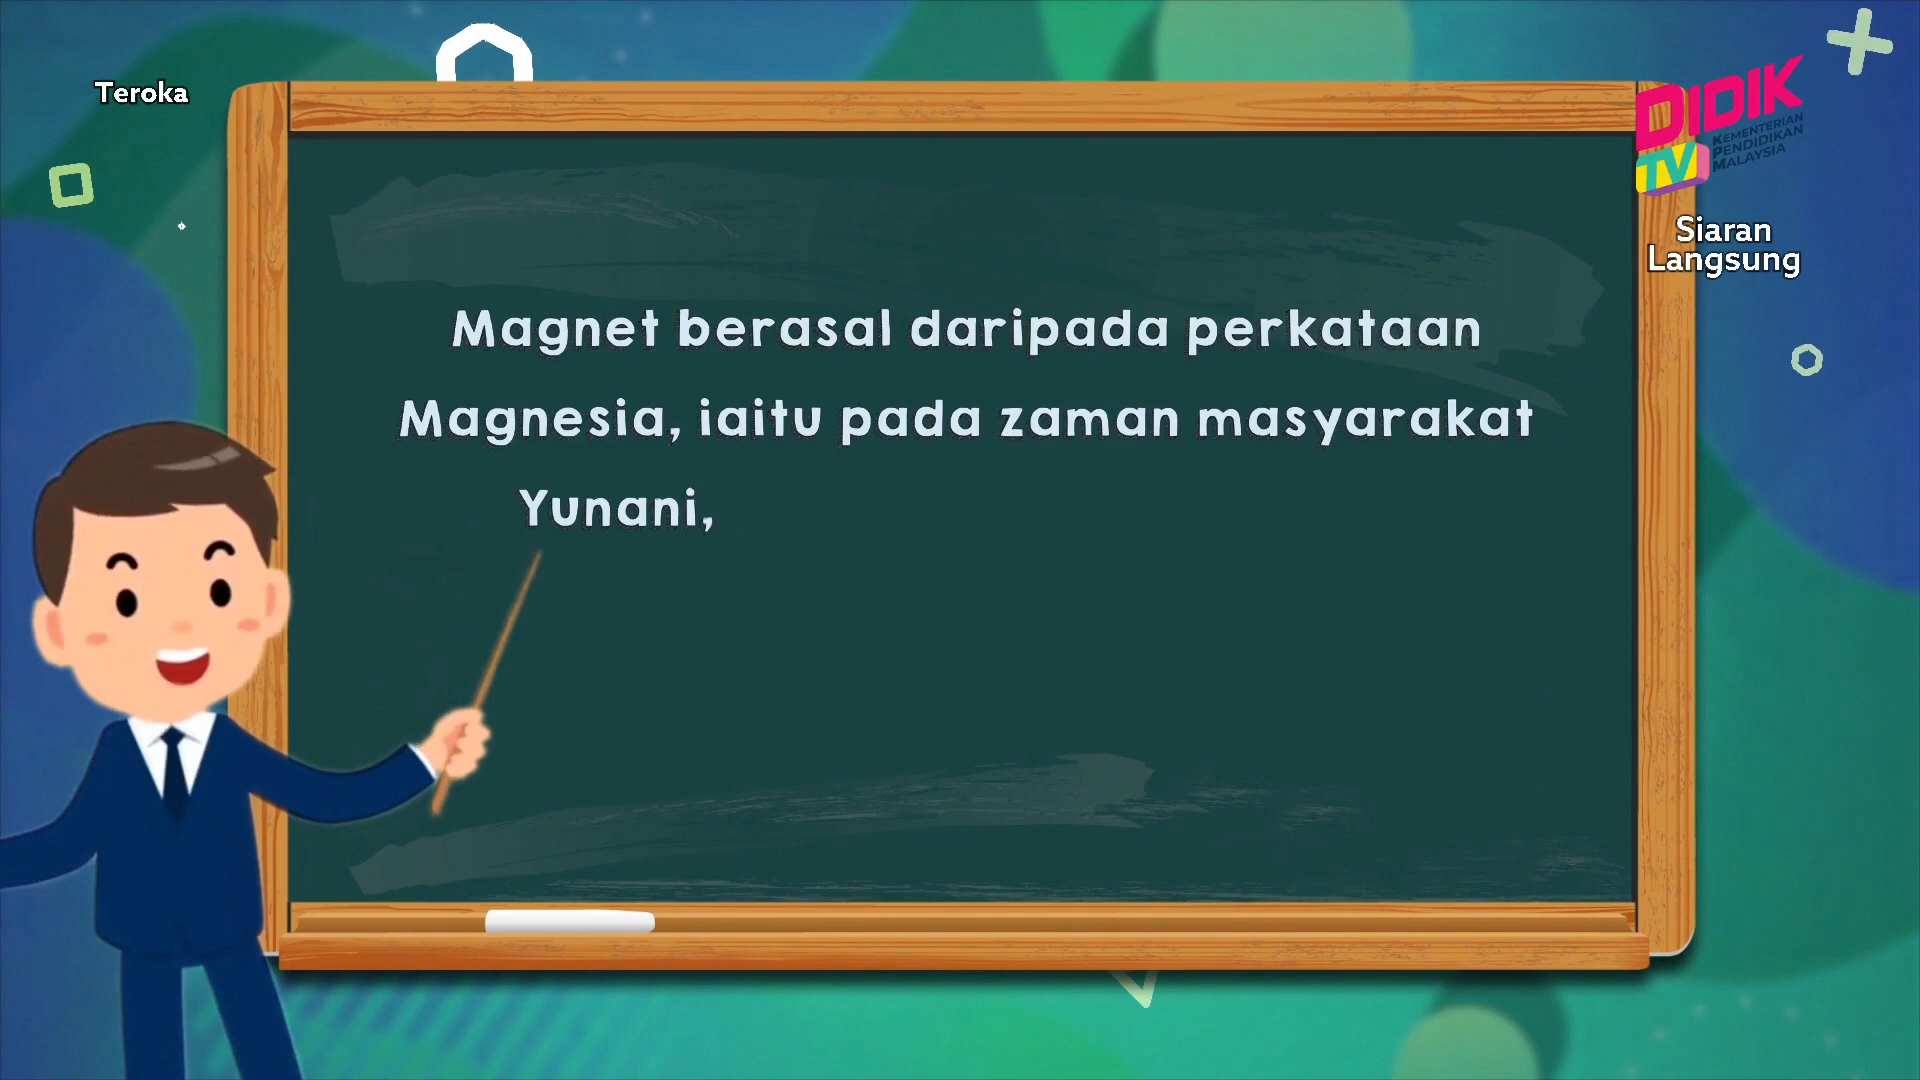 Teroka
DIDIK
TV
KEMENTERIAN
PENDIDIKAN
MALAYSIA
Siaran
Langsung
Magnet berasal daripada perkataan
Magnesia, iaitu pada zaman masyarakat
Yunani,